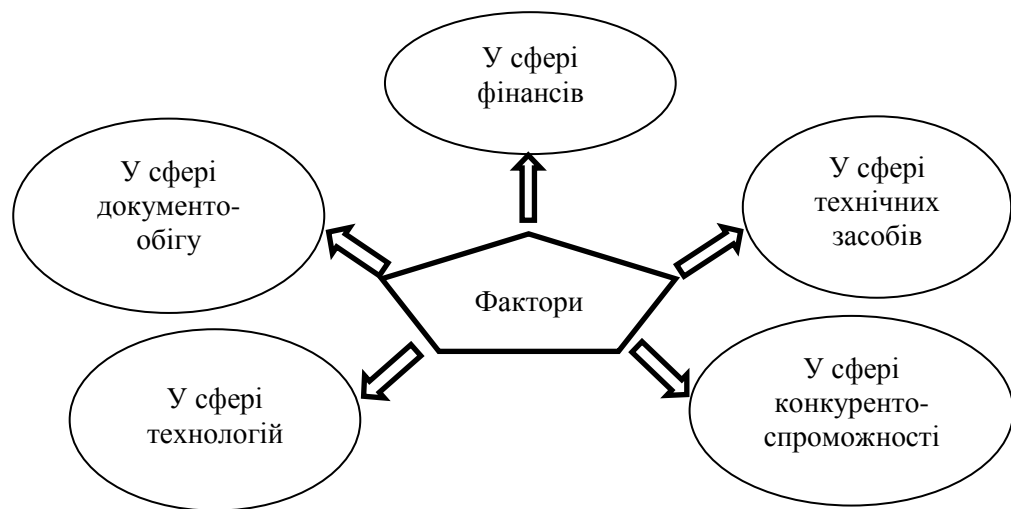 У сфері
фінансів
У сфері
документо-
обігу
У сфері
технічних
засобів
Фактори
У сфері
технологій
У сфері
конкуренто-
спроможності